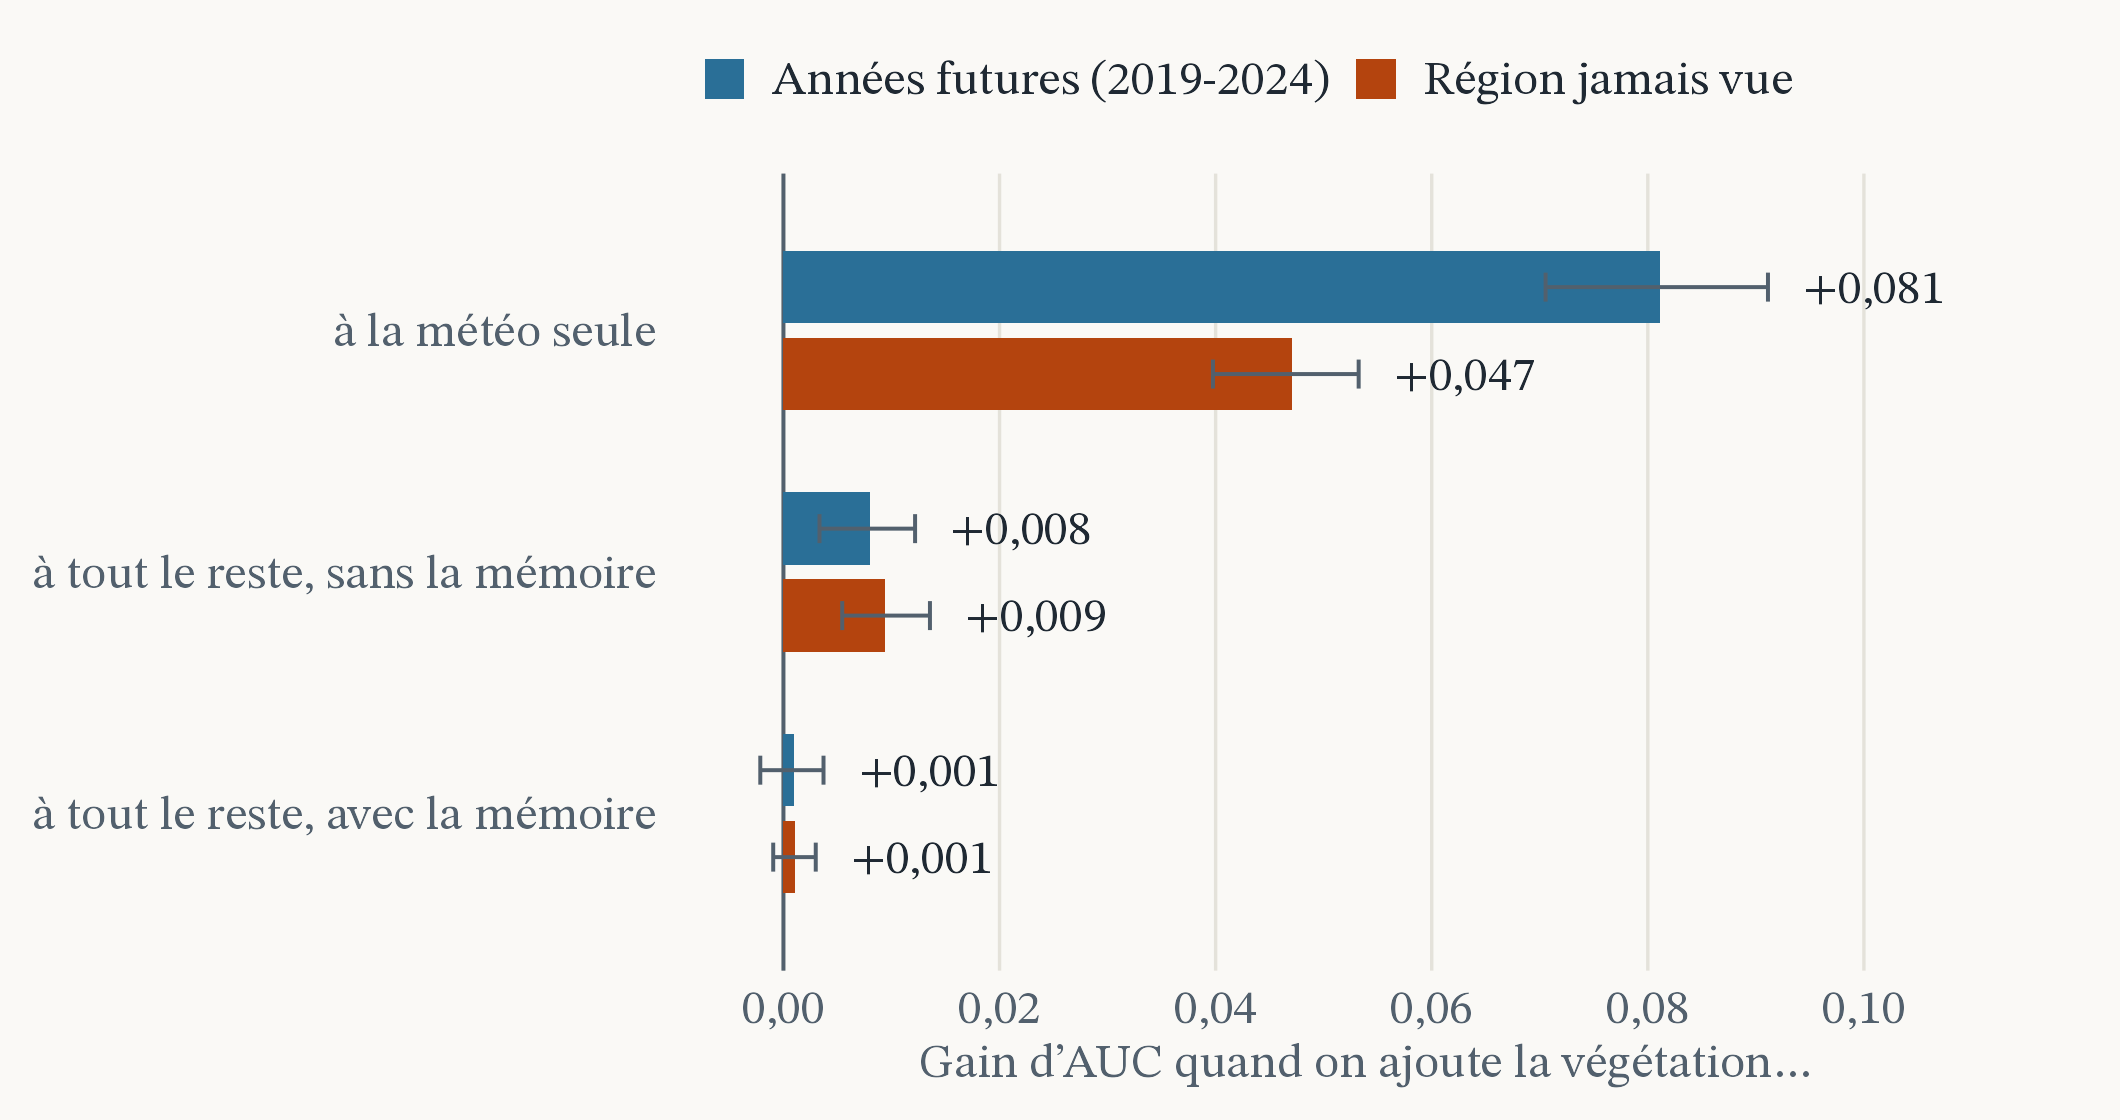 Années futures (2019-2024) Région jamais vue
à la météo seule
+0,081
+0,047
à tout le reste, sans la mémoire
+0,008
+0,009
à tout le reste, avec la mémoire
+0,001
+0,001
0,00 0,02 0,04 0,06 0,08 0,10
Gain d’AUC quand on ajoute la végétation…